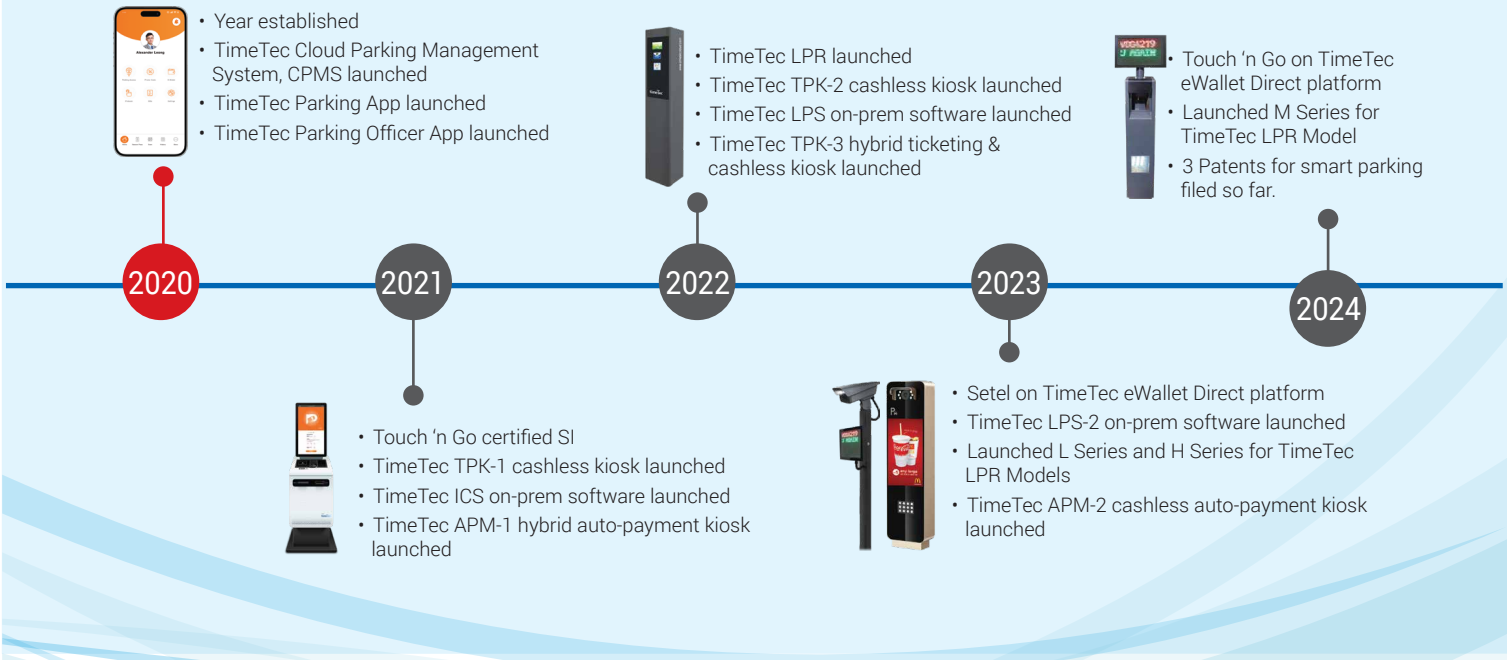 • Year established
• TimeTec Cloud Parking Management
System, CPMS launched
• TimeTec Parking App launched
• TimeTec Parking Officer App launched
• TimeTec LPR launched
• TimeTec TPK-2 cashless kiosk launched
• TimeTec LPS on-prem software launched
• TimeTec TPK-3 hybrid ticketing &
cashless kiosk launched
• Touch ‘n Go on TimeTec
eWallet Direct platform
• Launched M Series for
TimeTec LPR Model
• 3 Patents for smart parking
filed so far.
2020
2021
2022
2023
2024
• Touch ‘n Go certified SI
• TimeTec TPK-1 cashless kiosk launched
• TimeTec ICS on-prem software launched
• TimeTec APM-1 hybrid auto-payment kiosk
launched
• Setel on TimeTec eWallet Direct platform
• TimeTec LPS-2 on-prem software launched
• Launched L Series and H Series for TimeTec
LPR Models
• TimeTec APM-2 cashless auto-payment kiosk
launched